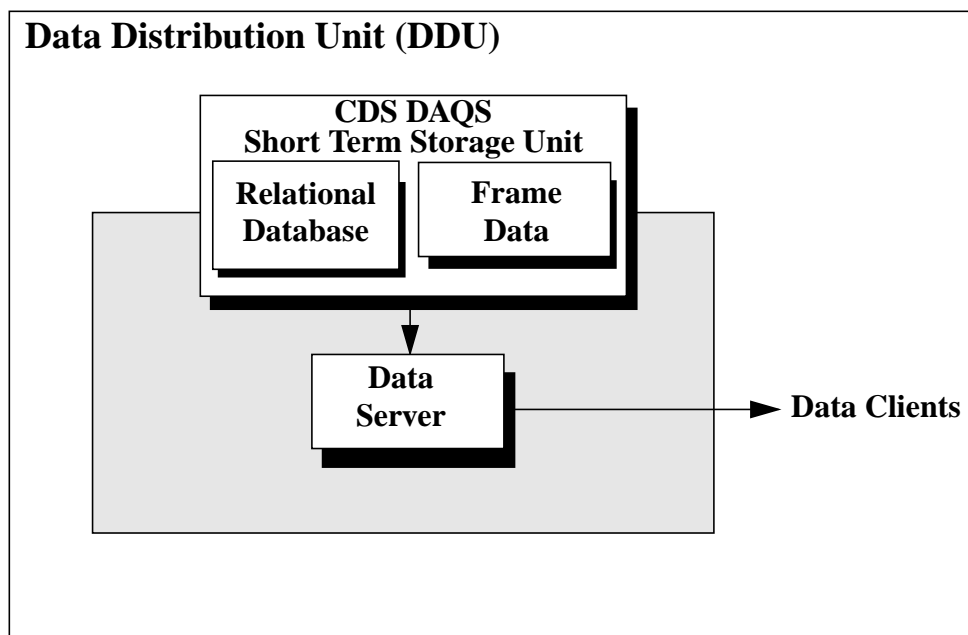 Data Distribution Unit (DDU)
CDS DAQS
Short Term Storage Unit
Relational
Database
Frame
Data
Data
Server
Data Clients